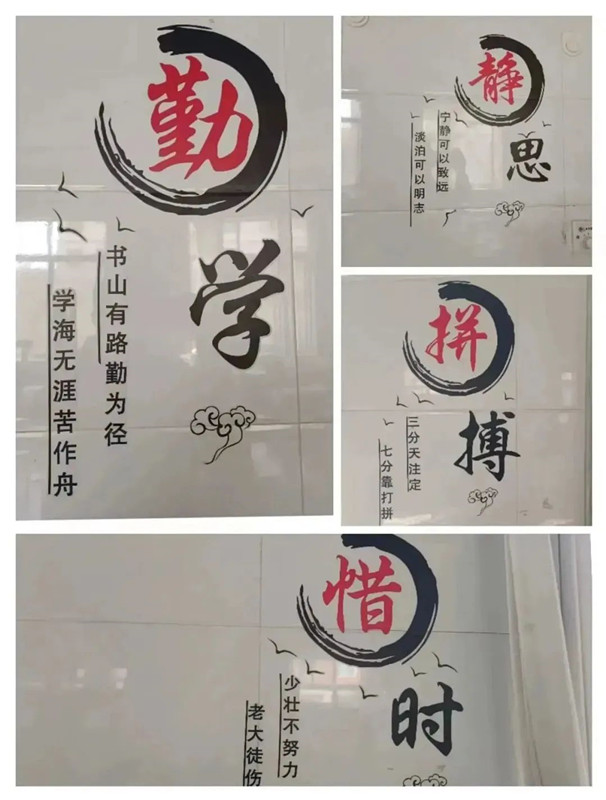 勤
学
书山有路勤为径
学海无涯苦作舟
静
思
宁静可以致远
淡泊可以明志
拼
搏
三分天注定
七分靠打拼
惜
时
少壮不努力
老大徒伤